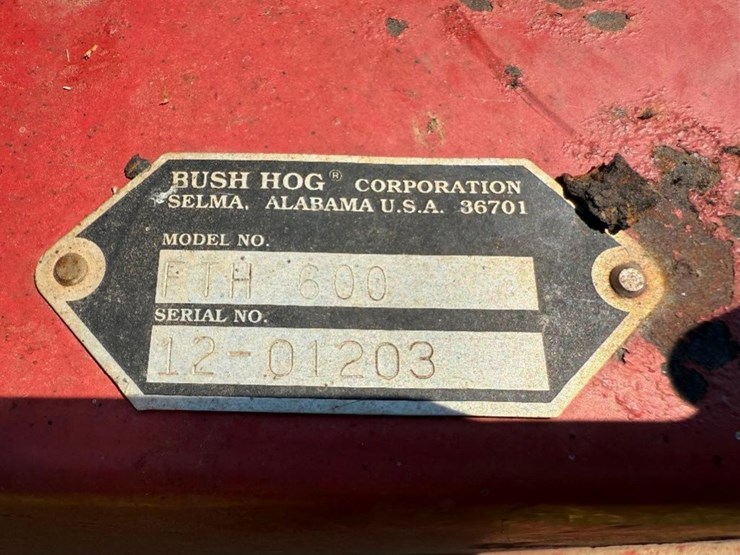 BUSH HOG® CORPORATION
SELMA, ALABAMA U.S.A. 36701
MODEL NO.
FTH 600
SERIAL NO.
12-01203